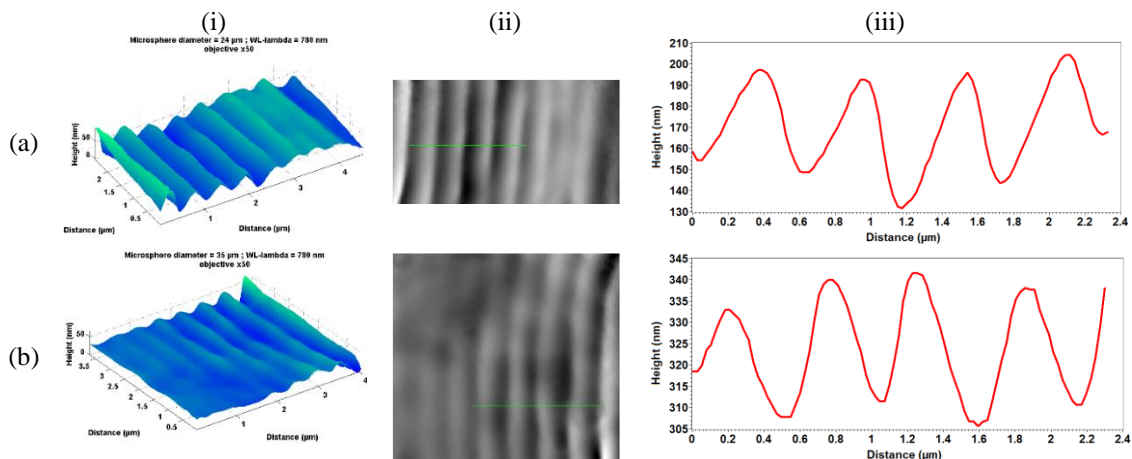 (i)
(ii)
(iii)
(a)
Microsphere diameter = 24 µm ; WL-lambda = 780 nm
objective x50
Height (nm)
50
0
2
1.5
1
0.5
1
2
3
4
Distance (µm)
Distance (µm)
210
200
190
180
170
160
150
140
130
Height (nm)
0 0.2 0.4 0.6 0.8 1 1.2 1.4 1.6 1.8 2 2.2 2.4
Distance (µm)
(b)
Microsphere diameter = 35 µm ; WL-lambda = 780 nm
objective x50
Height (nm)
50
0
3.5
3
2.5
2
1.5
1
0.5
1
2
3
4
Distance (µm)
Distance (µm)
345
340
335
330
325
320
315
310
305
Height (nm)
0 0.2 0.4 0.6 0.8 1 1.2 1.4 1.6 1.8 2 2.2 2.4
Distance (µm)